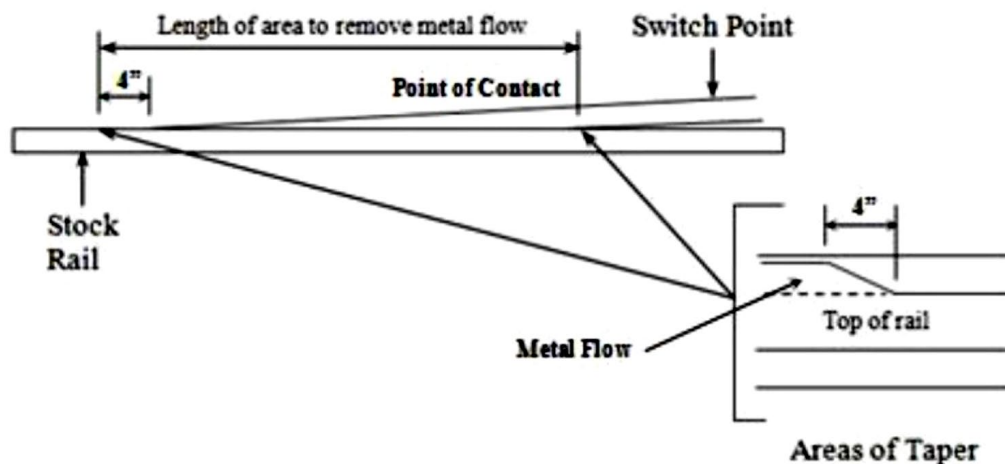 Length of area to remove metal flow
Switch Point
4”
Point of Contact
Stock
Rail
4”
Top of rail
Metal Flow
Areas of Taper